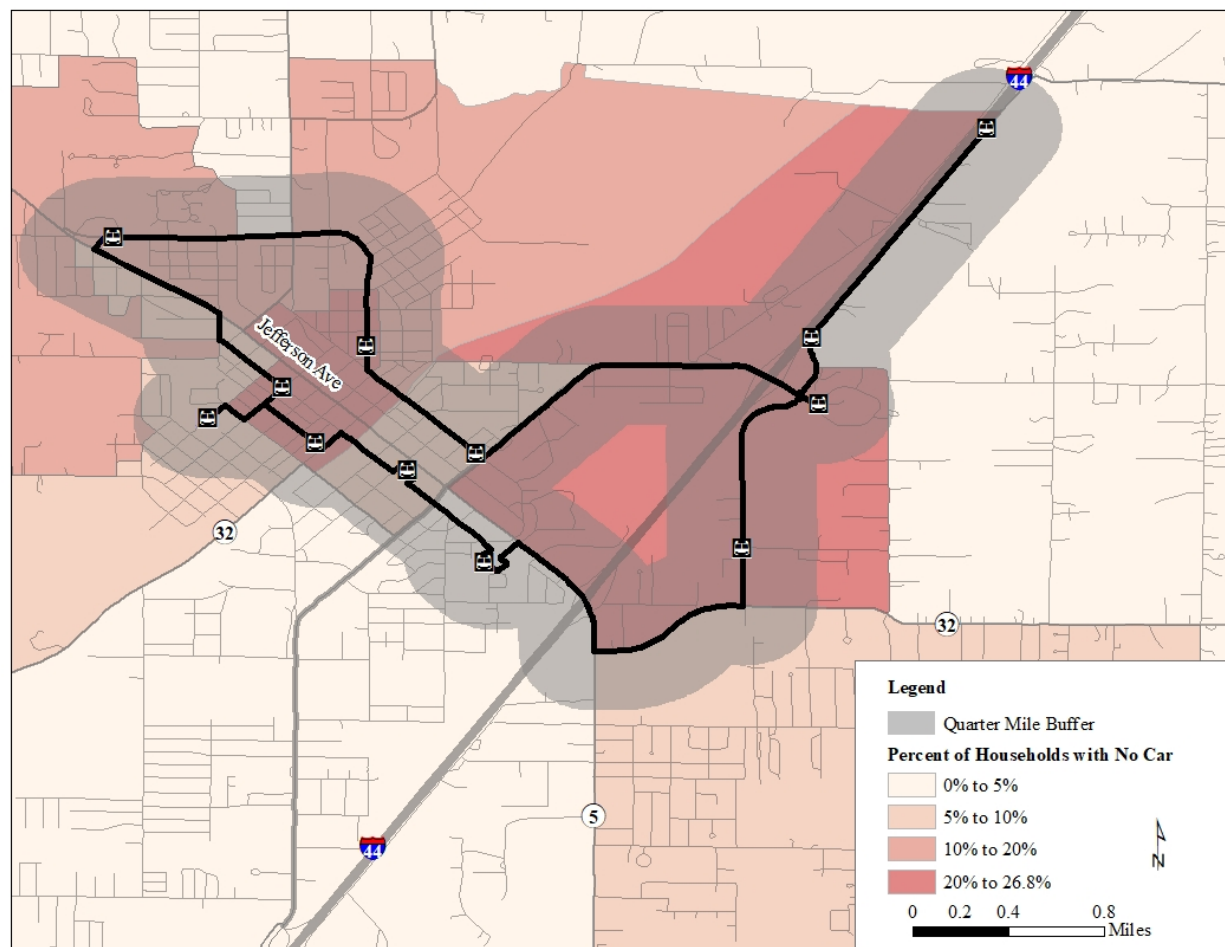 44
Jefferson Ave
32
32
5
44
Legend
Quarter Mile Buffer
Percent of Households with No Car
0% to 5%
5% to 10%
10% to 20%
20% to 26.8%
N
0 0.2 0.4 0.8
Miles